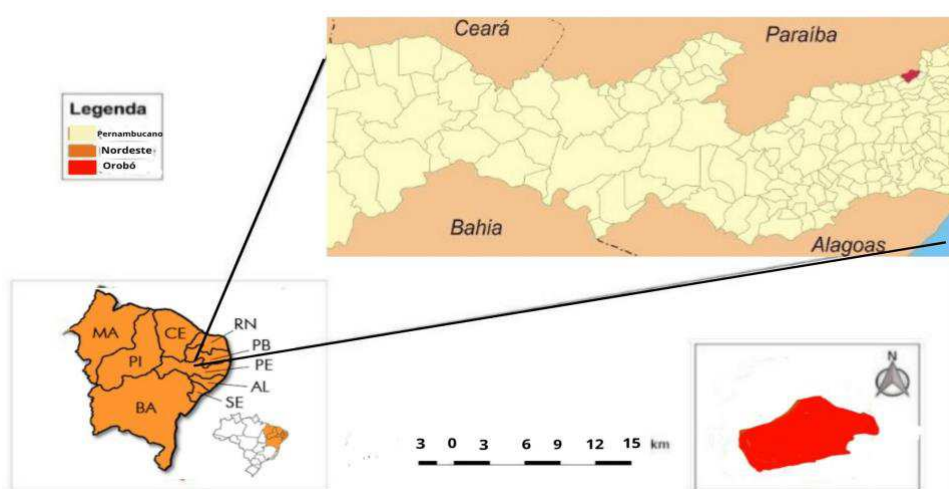 Ceará
Paraíba
Bahia
Alagoas
Legenda
Pernambucano
Nordeste
Orobó
MA
CE
RN
PB
PI
PE
AL
BA
SE
N
3 0 3 6 9 12 15 km